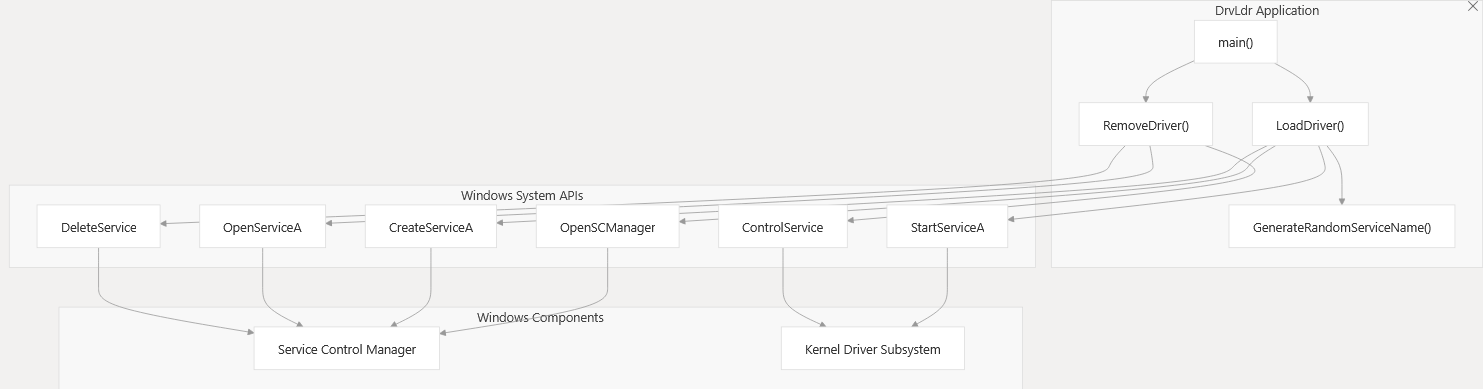 DrvLdr Application
main()
RemoveDriver()
LoadDriver()
Windows System APIs
DeleteService
OpenServiceA
CreateServiceA
OpenSCManager
ControlService
StartServiceA
GenerateRandomServiceName()
Windows Components
Service Control Manager
Kernel Driver Subsystem